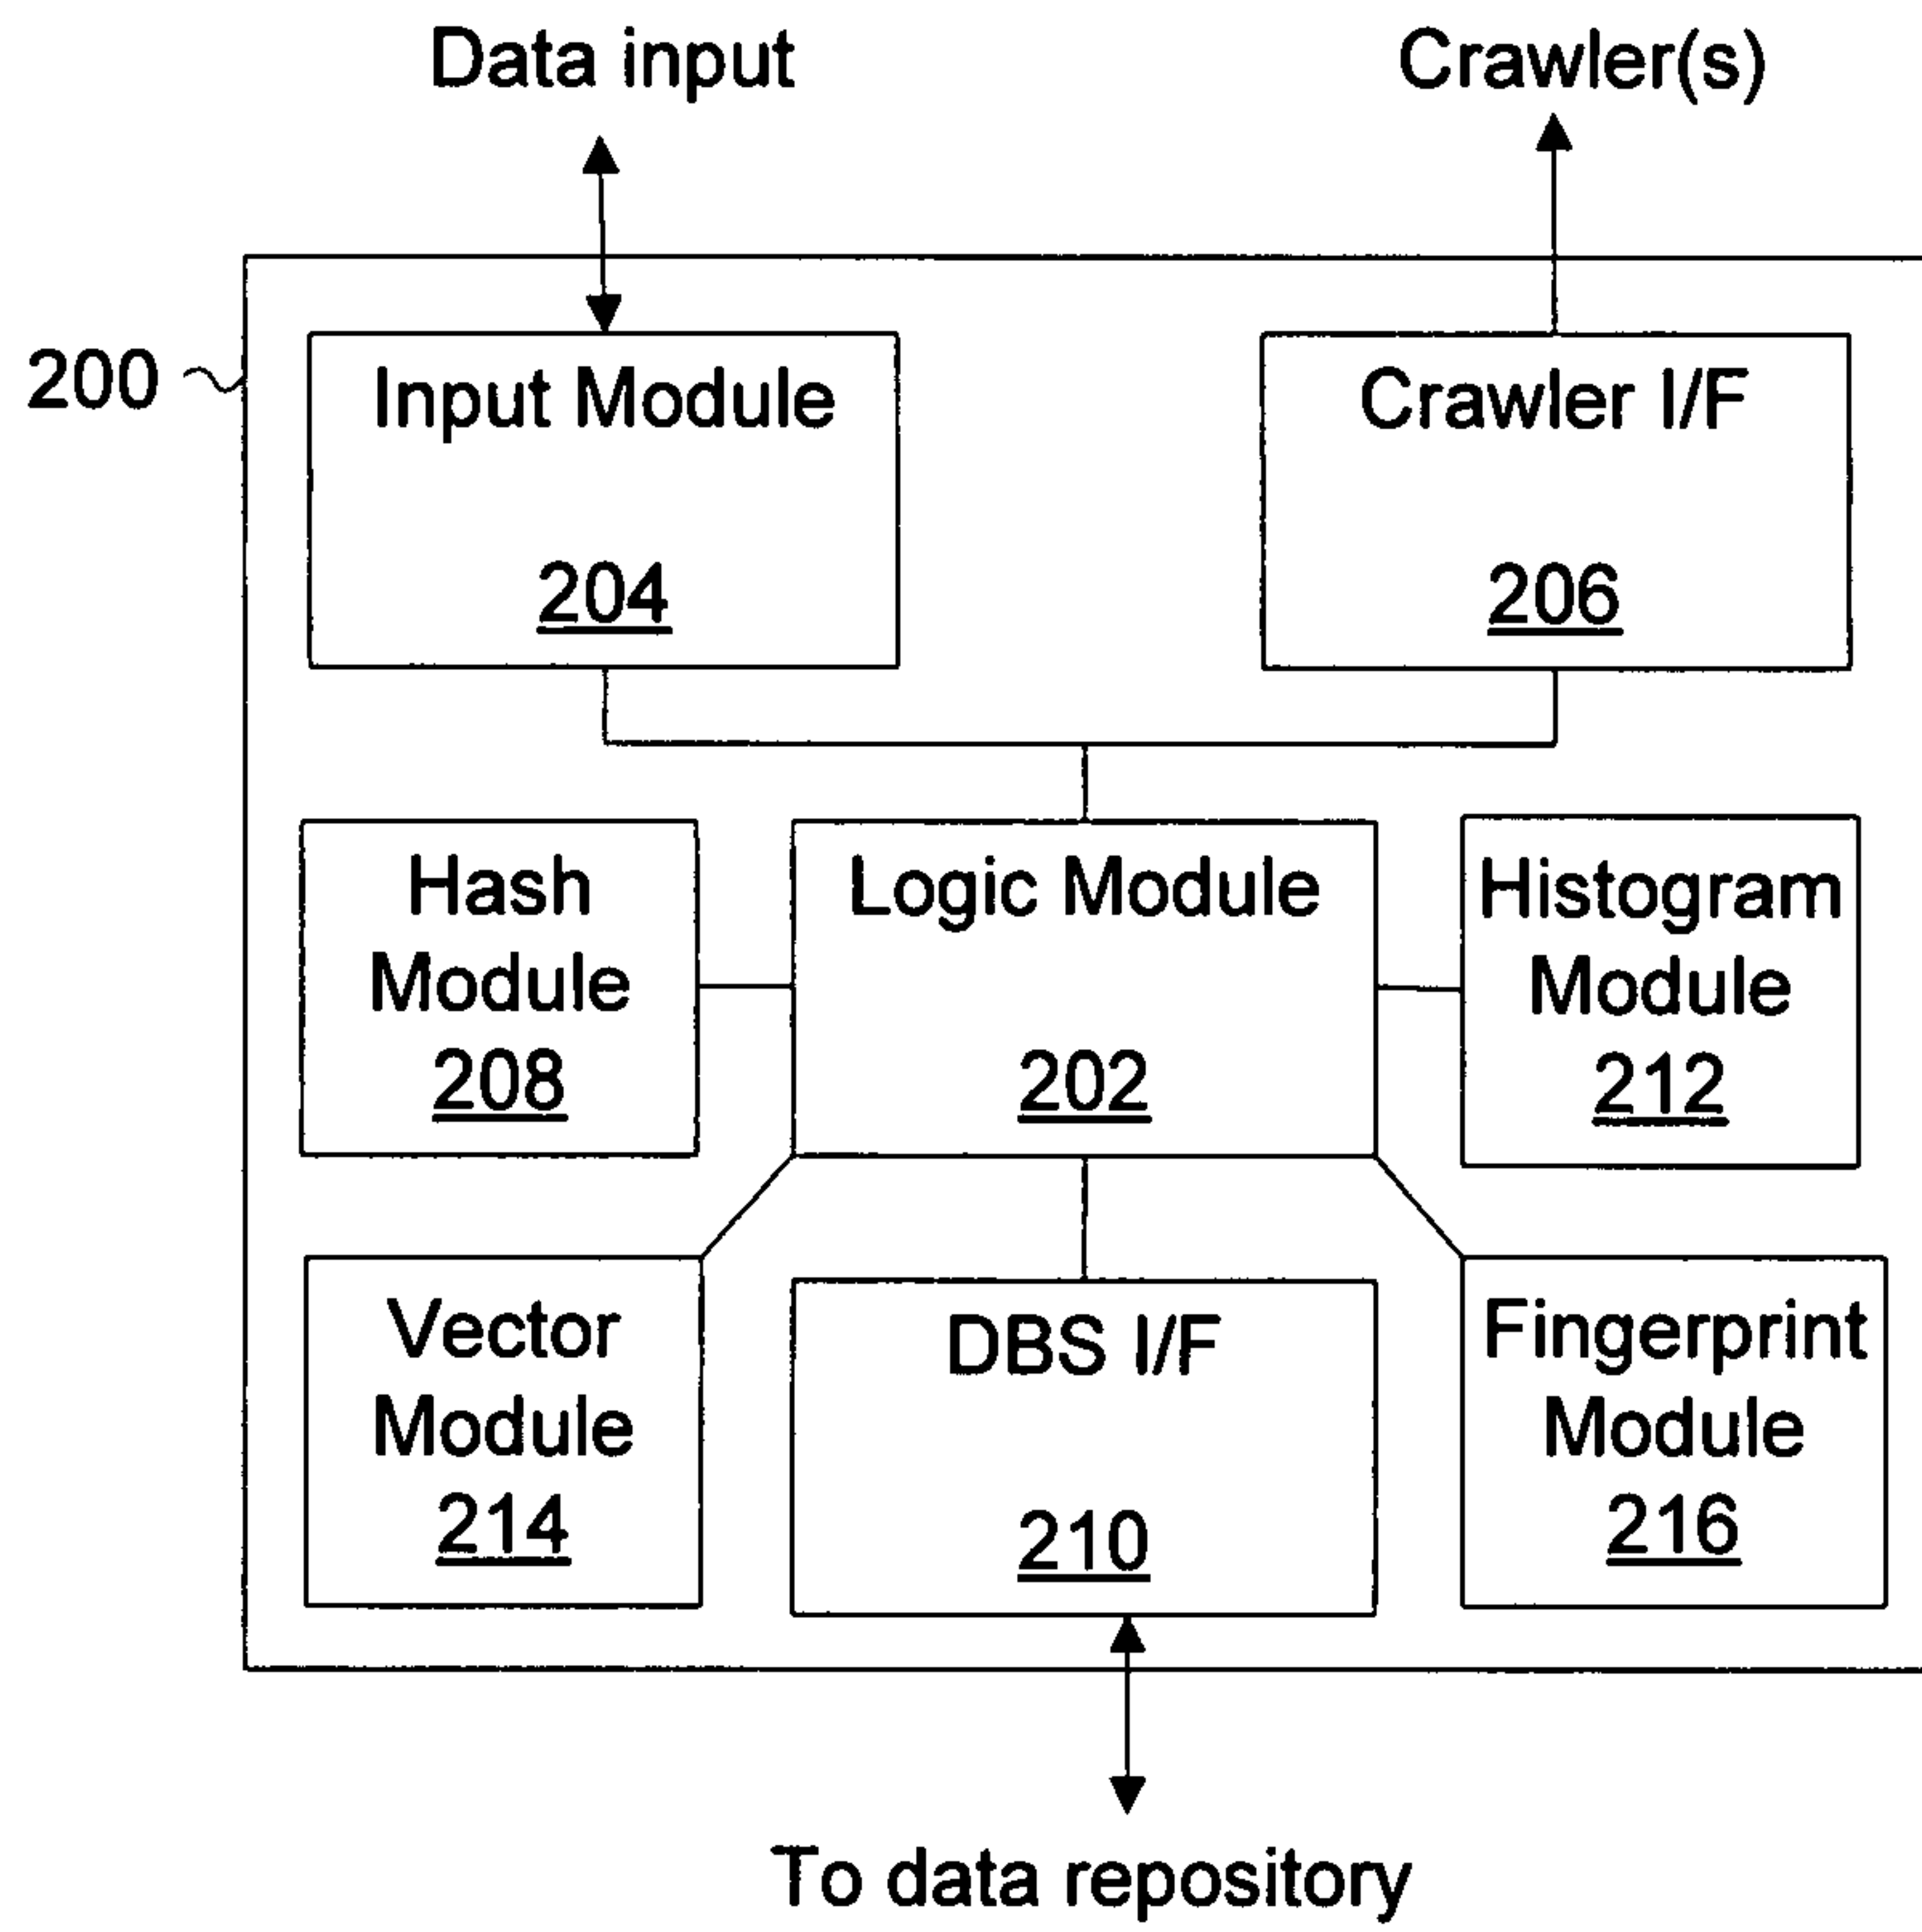 Data input
Crawler(s)
200
Input Module
204
Crawler I/F
206
Hash
Module
208
Logic Module
202
Histogram
Module
212
Vector
Module
214
DBS I/F
210
Fingerprint
Module
216
To data repository